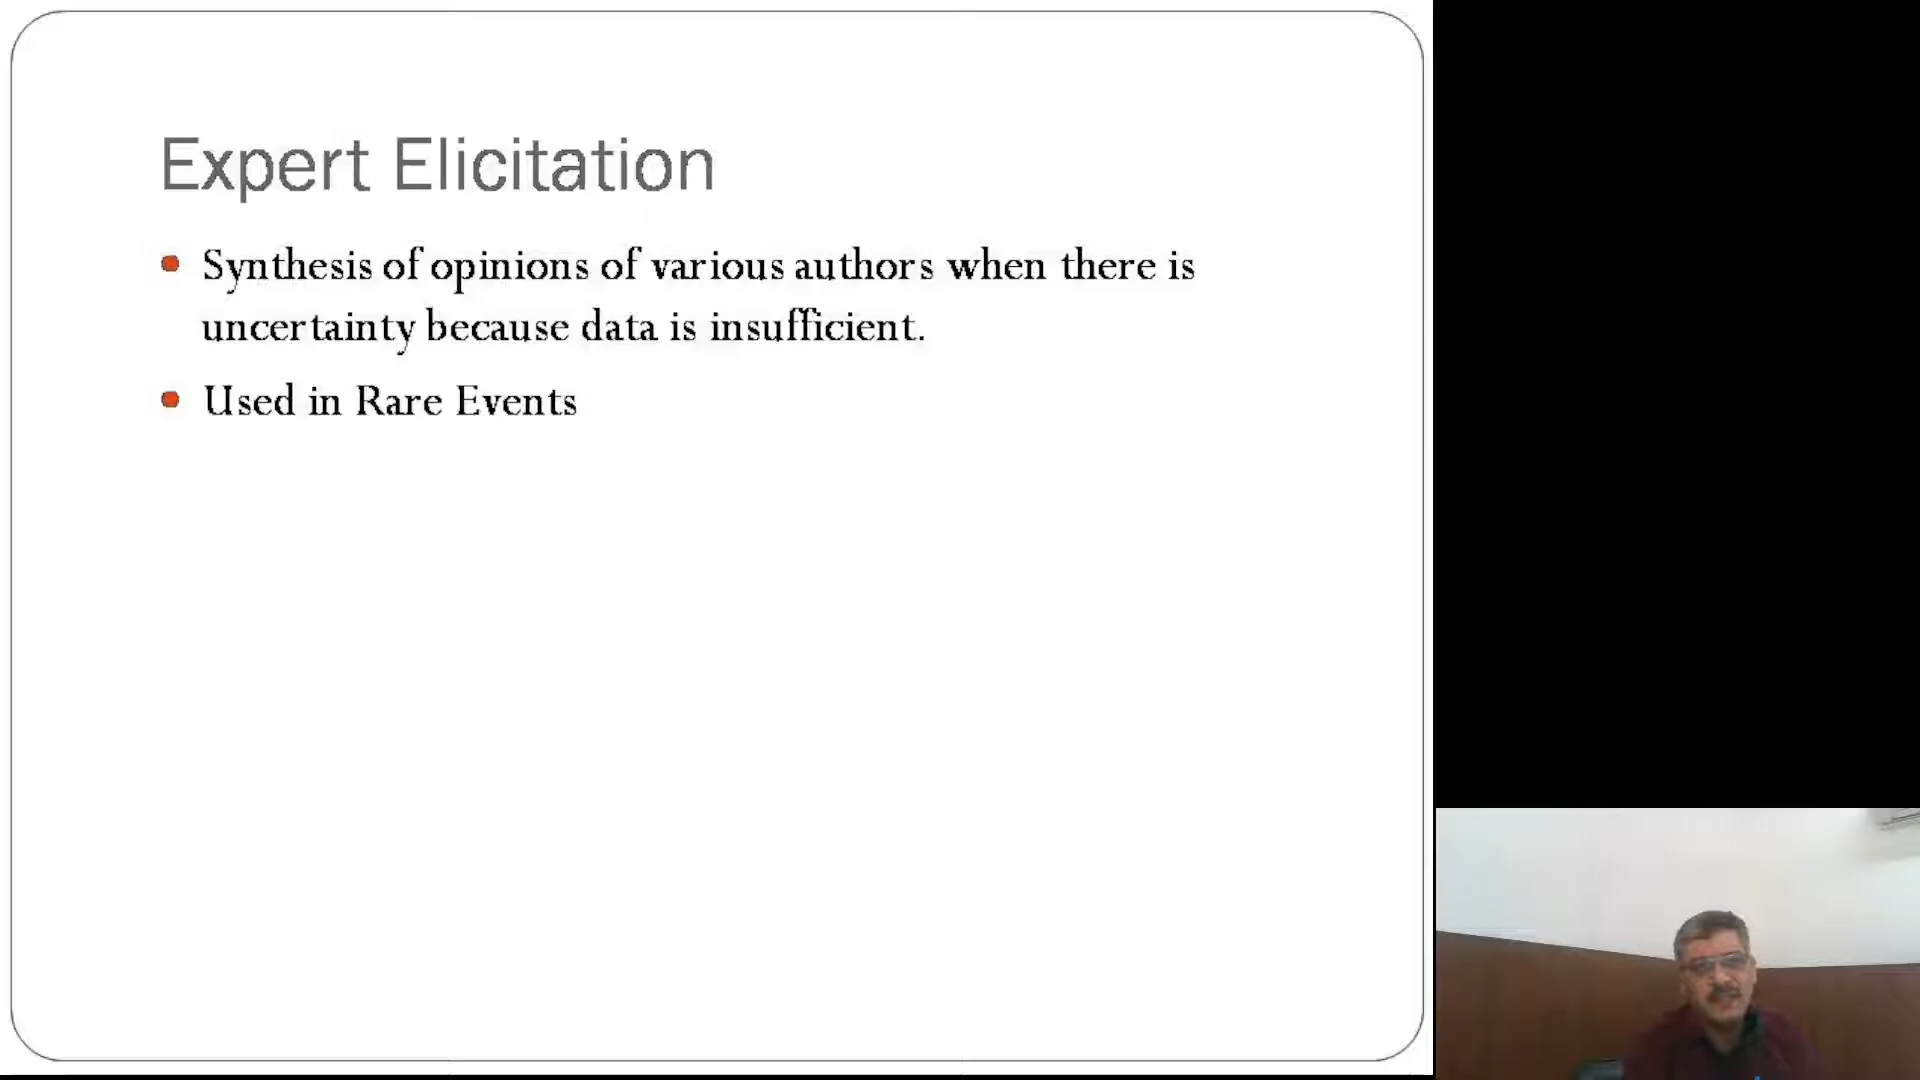 Expert Elicitation
Synthesis of opinions of various authors when there is
uncertainty because data is insufficient.
Used in Rare Events